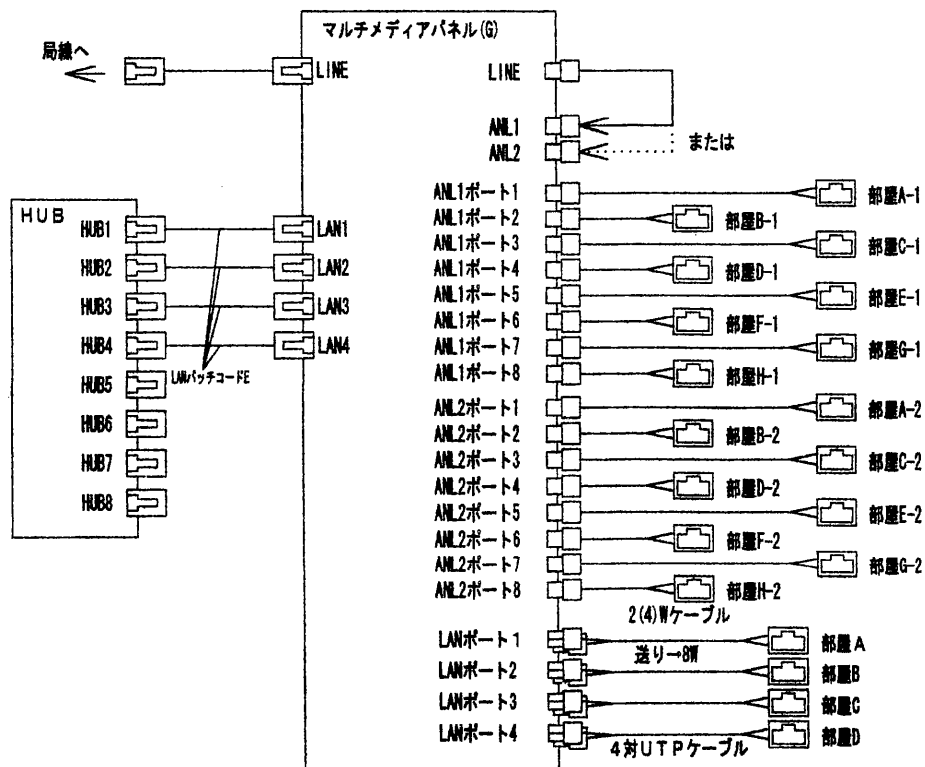 マルチメディアパネル(G)
局線へ
LINE
LINE
ANL1
ANL2
または
HUB
HUB1
HUB2
HUB3
HUB4
HUB5
HUB6
HUB7
HUB8
LAN1
LAN2
LAN3
LAN4
LANパッチコードE
ANL1ポート1
部屋A-1
ANL1ポート2
部屋B-1
ANL1ポート3
部屋C-1
ANL1ポート4
部屋D-1
ANL1ポート5
部屋E-1
ANL1ポート6
部屋F-1
ANL1ポート7
部屋G-1
ANL1ポート8
部屋H-1
ANL2ポート1
部屋A-2
ANL2ポート2
部屋B-2
ANL2ポート3
部屋C-2
ANL2ポート4
部屋D-2
ANL2ポート5
部屋E-2
ANL2ポート6
部屋F-2
ANL2ポート7
部屋G-2
ANL2ポート8
部屋H-2
2(4)Wケーブル
LANポート1
部屋A
送り→8W
LANポート2
部屋B
LANポート3
部屋C
LANポート4
部屋D
4対UTPケーブル